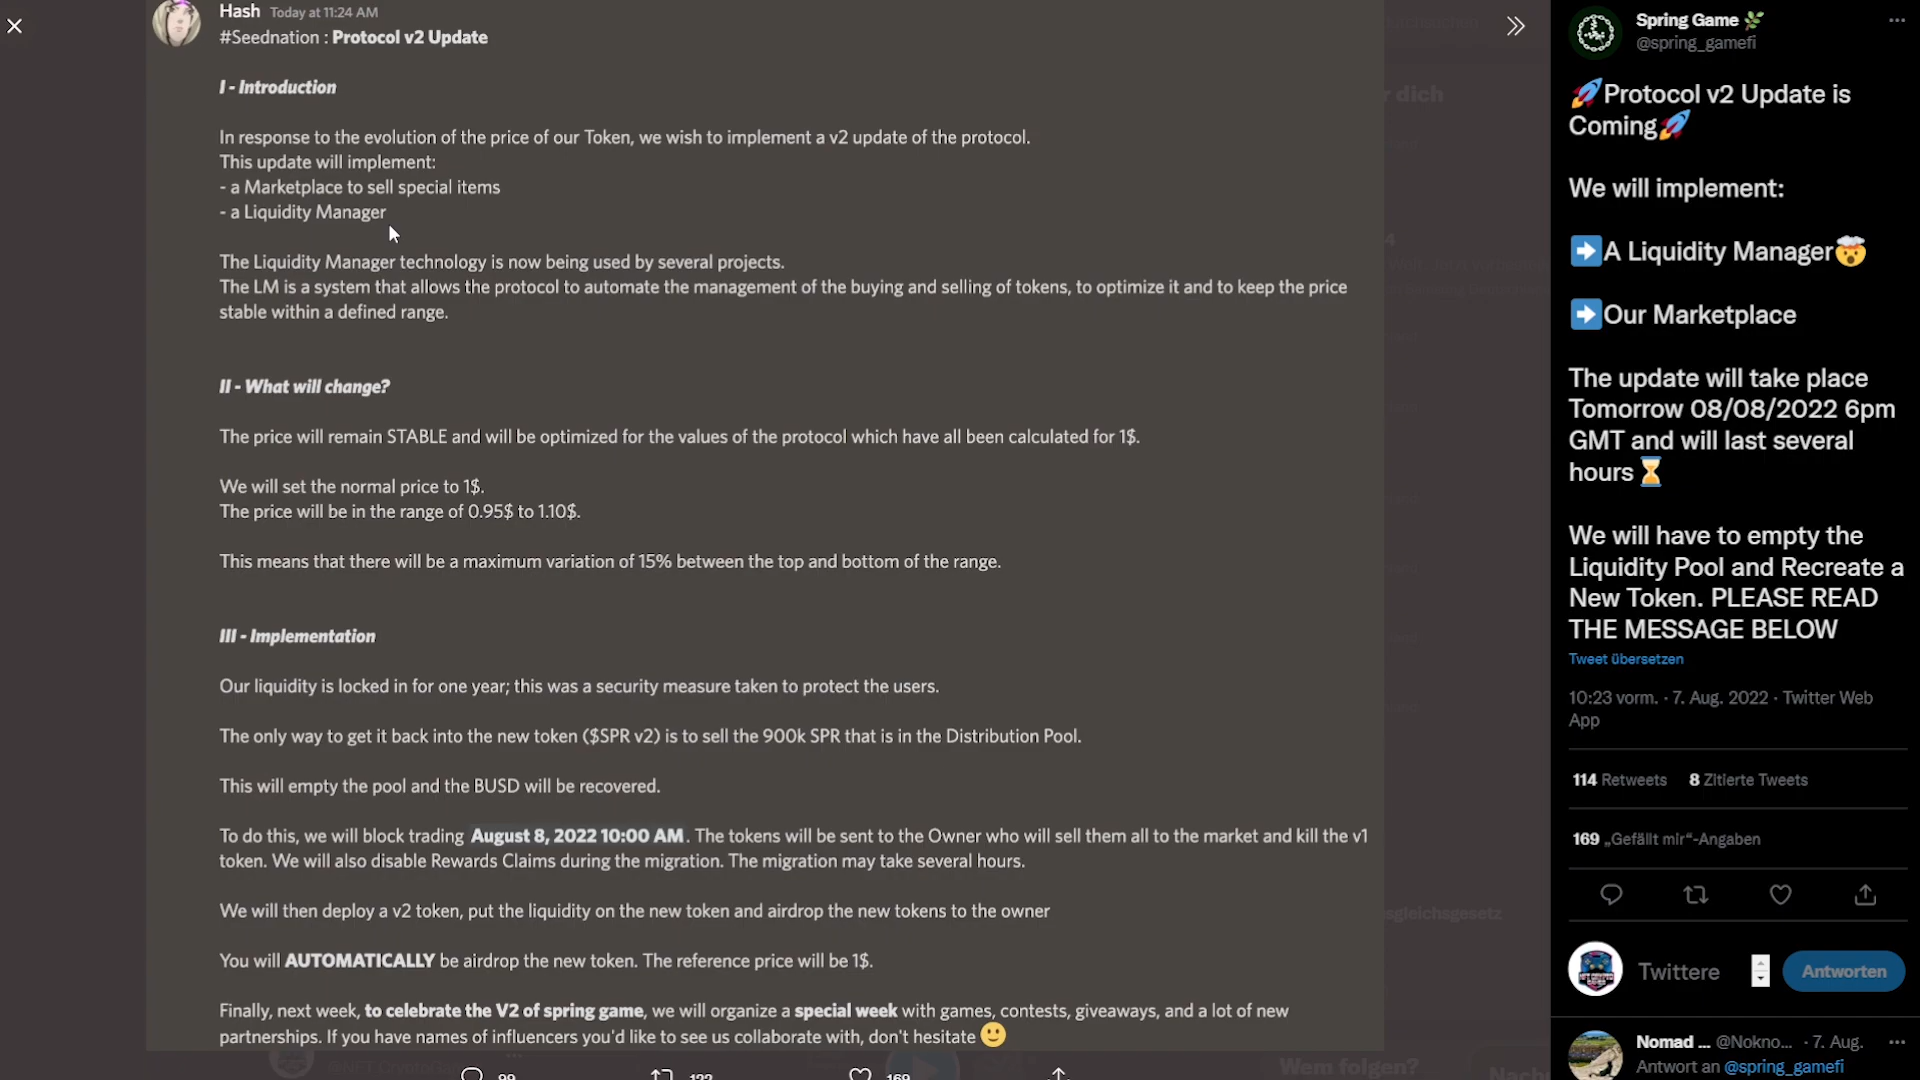 Hash Today at 11:24 AM
#Seednation : Protocol v2 Update
I - Introduction
In response to the evolution of the price of our Token, we wish to implement a v2 update of the protocol.
This update will implement:
- a Marketplace to sell special items
- a Liquidity Manager
The Liquidity Manager technology is now being used by several projects.
The LM is a system that allows the protocol to automate the management of the buying and selling of tokens, to optimize it and to keep the price
stable within a defined range.
II - What will change?
The price will remain STABLE and will be optimized for the values of the protocol which have all been calculated for 1$.
We will set the normal price to 1$.
The price will be in the range of 0.95$ to 1.10$.
This means that there will be a maximum variation of 15% between the top and bottom of the range.
III - Implementation
Our liquidity is locked in for one year; this was a security measure taken to protect the users.
The only way to get it back into the new token ($SPR v2) is to sell the 900k SPR that is in the Distribution Pool.
This will empty the pool and the BUSD will be recovered.
To do this, we will block trading August 8, 2022 10:00 AM. The tokens will be sent to the Owner who will sell them all to the market and kill the v1
token. We will also disable Rewards Claims during the migration. The migration may take several hours.
We will then deploy a v2 token, put the liquidity on the new token and airdrop the new tokens to the owner
You will AUTOMATICALLY be airdrop the new token. The reference price will be 1$.
Finally, next week, to celebrate the V2 of spring game, we will organize a special week with games, contests, giveaways, and a lot of new
partnerships. If you have names of influencers you'd like to see us collaborate with, don't hesitate 🙂
99 122 169
r dich
sgleichsgesetz
Wem folgen?
Spring Game 🌿
@spring_gamefi
🚀Protocol v2 Update is
Coming🚀
We will implement:
➡️A Liquidity Manager🤯
➡️Our Marketplace
The update will take place
Tomorrow 08/08/2022 6pm
GMT and will last several
hours⏳
We will have to empty the
Liquidity Pool and Recreate a
New Token. PLEASE READ
THE MESSAGE BELOW
Tweet übersetzen
10:23 vorm. · 7. Aug. 2022 · Twitter Web
App
114 Retweets 8 Zitierte Tweets
169 „Gefällt mir“-Angaben
Twittere
Antworten
Nomad ... @Nokno... · 7. Aug.
Antwort an @spring_gamefi